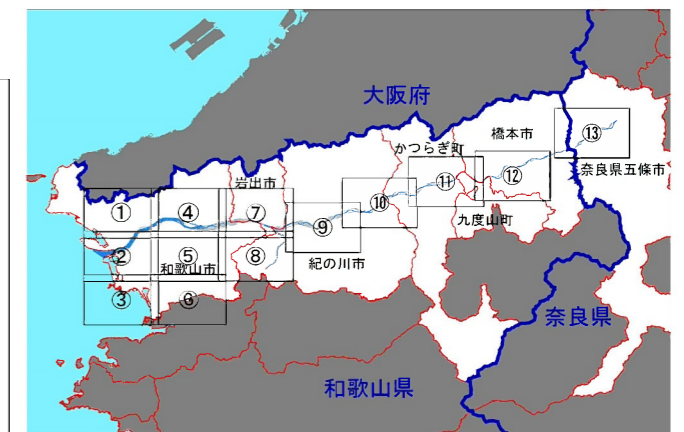 大阪府
橋本市
⑬
かつらぎ町
奈良県五條市
岩出市
⑪
⑫
⑩
①
④
⑦
九度山町
⑨
②
⑤
⑧
和歌山市
紀の川市
③
⑥
奈良県
和歌山県